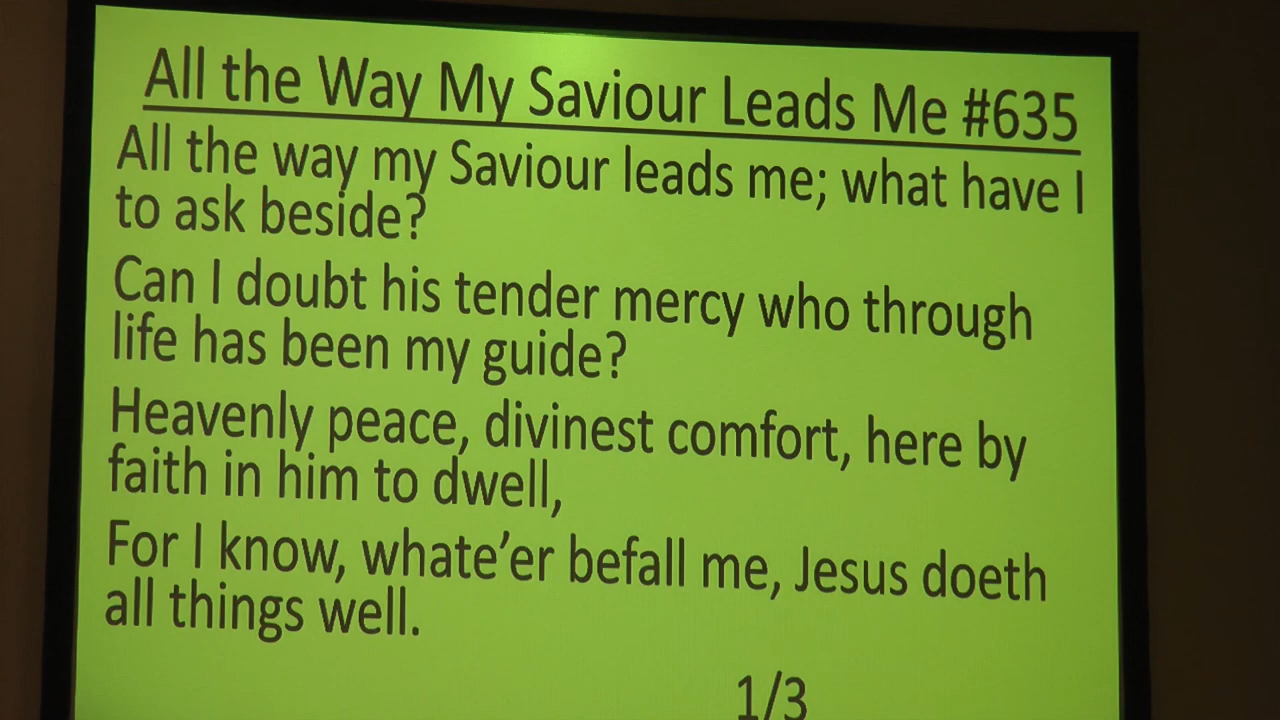 All the Way My Saviour Leads Me #635
All the way my Saviour leads me; what have I
to ask beside?
Can I doubt his tender mercy who through
life has been my guide?
Heavenly peace, divinest comfort, here by
faith in him to dwell,
For I know, whate’er befall me, Jesus doeth
all things well.
1/3